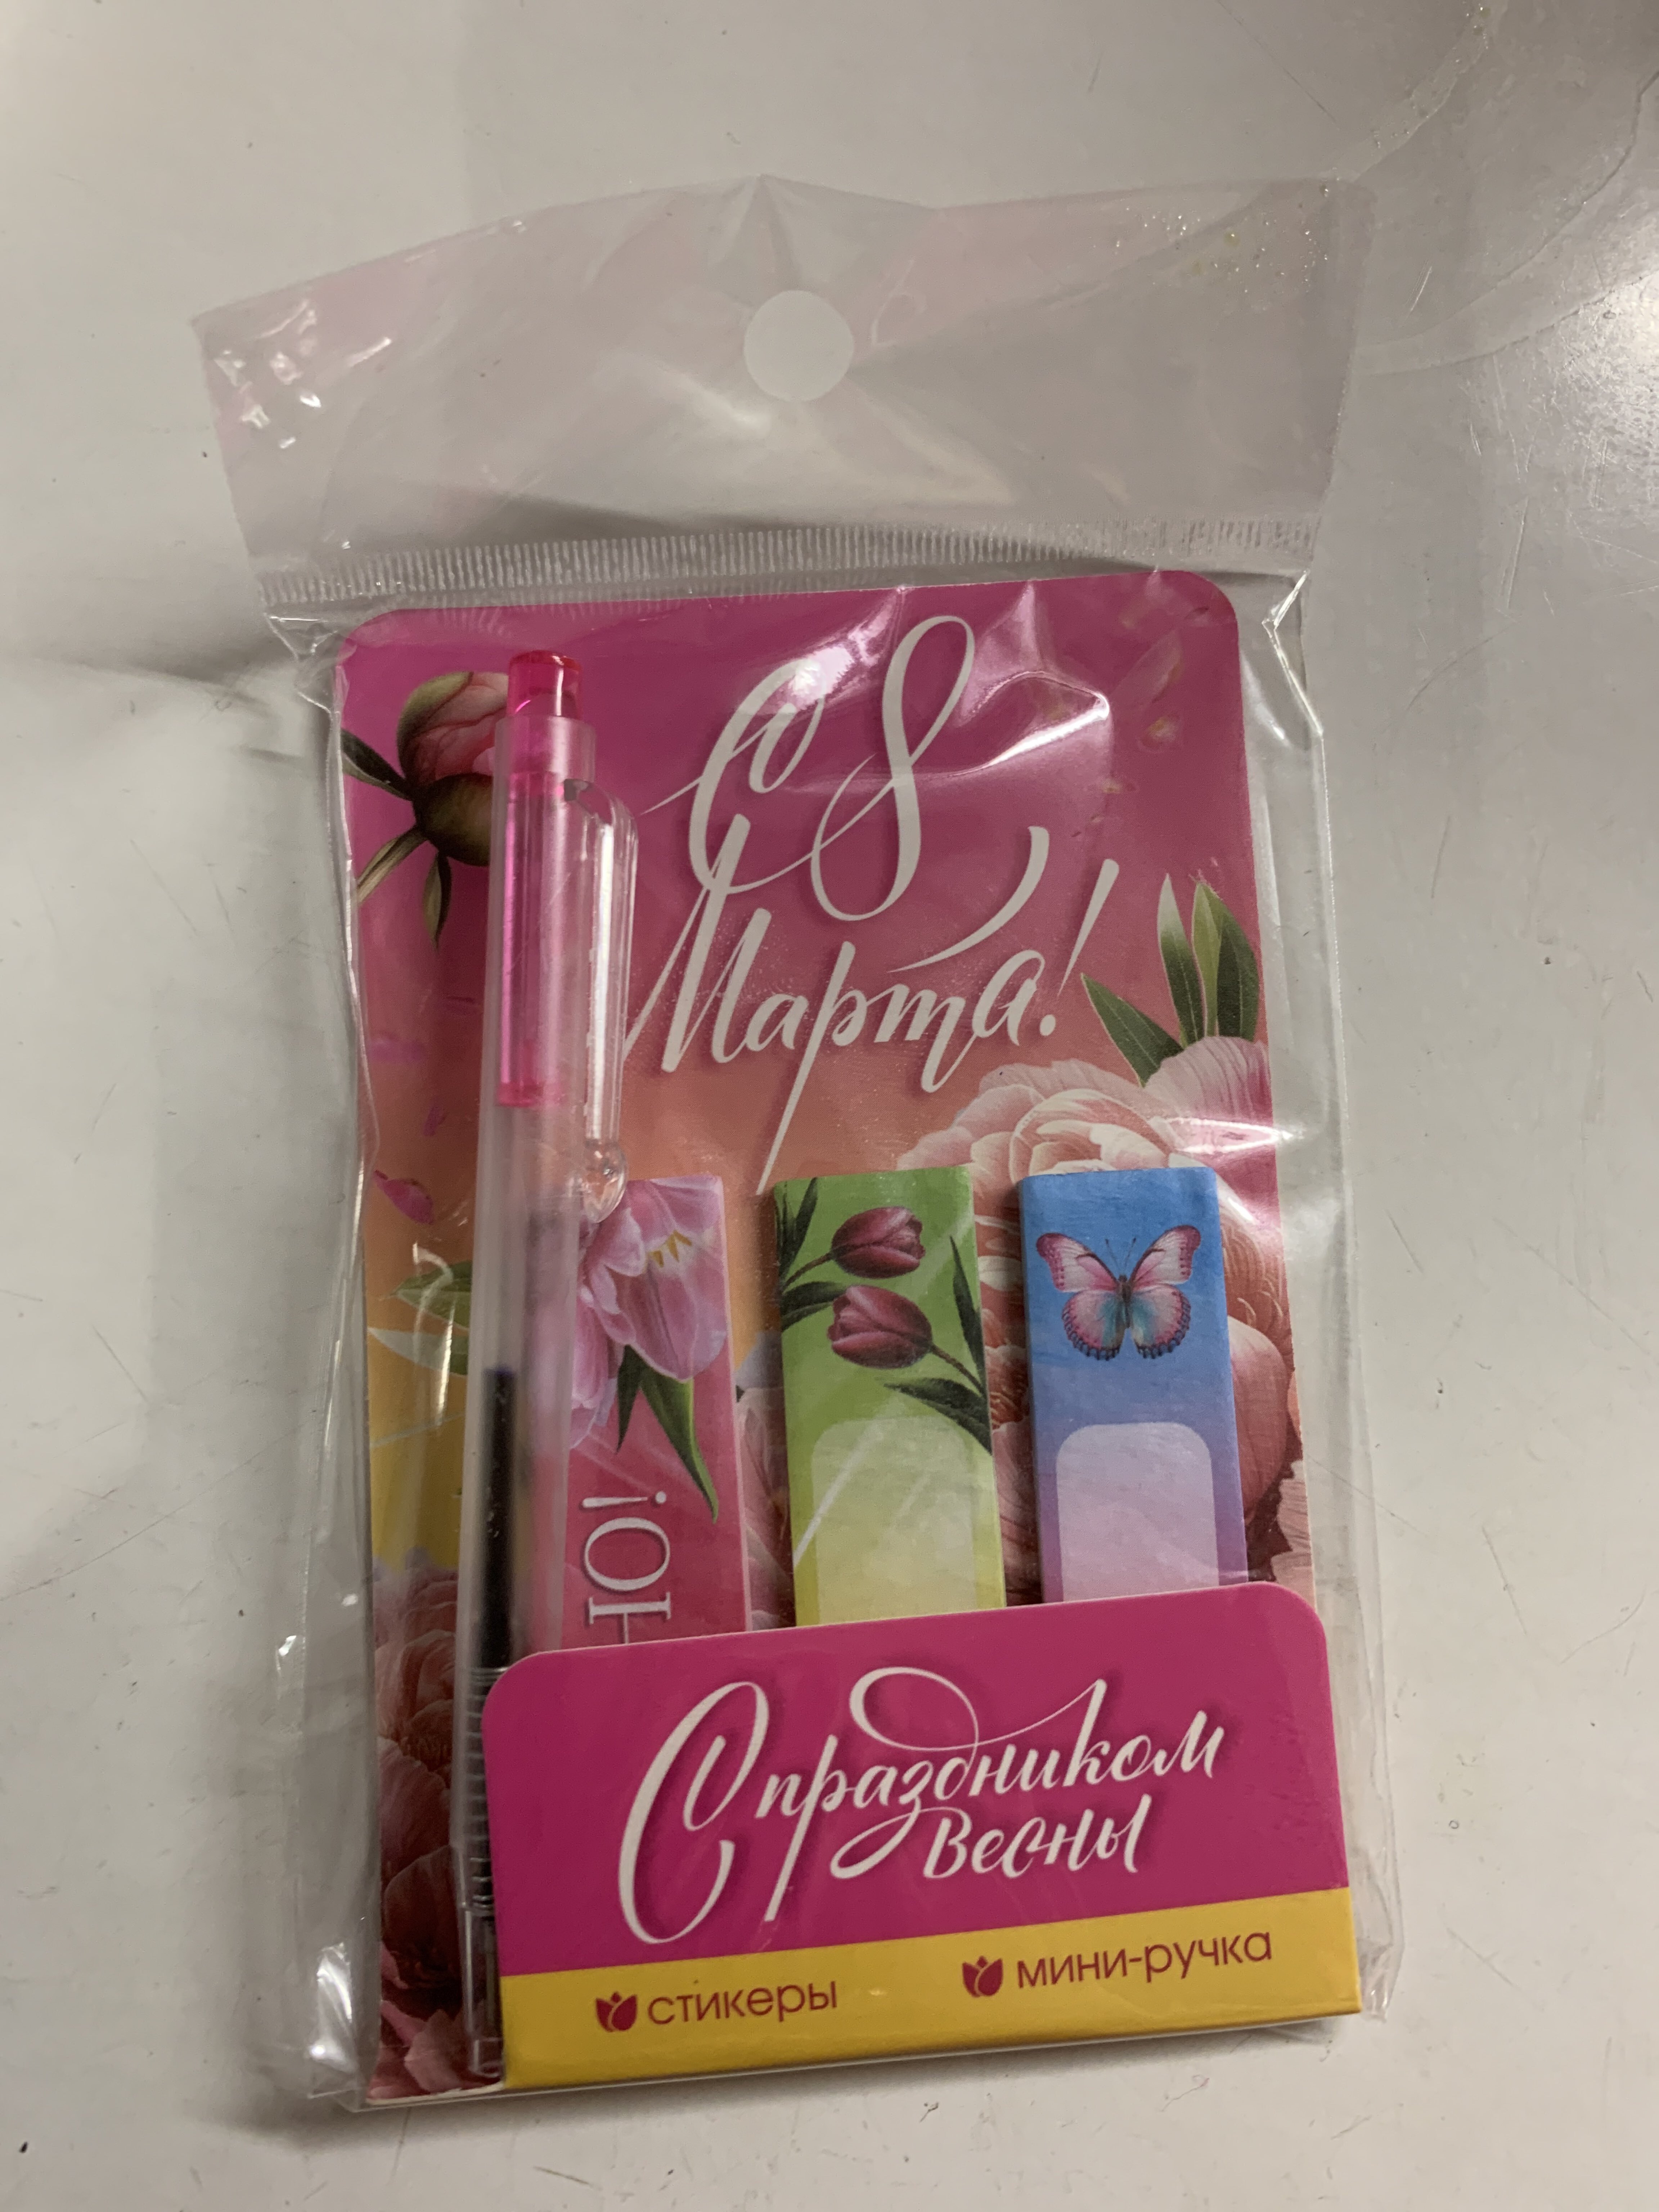 С 8
Марта!
Ю!
С праздником
весны
стикеры
мини-ручка